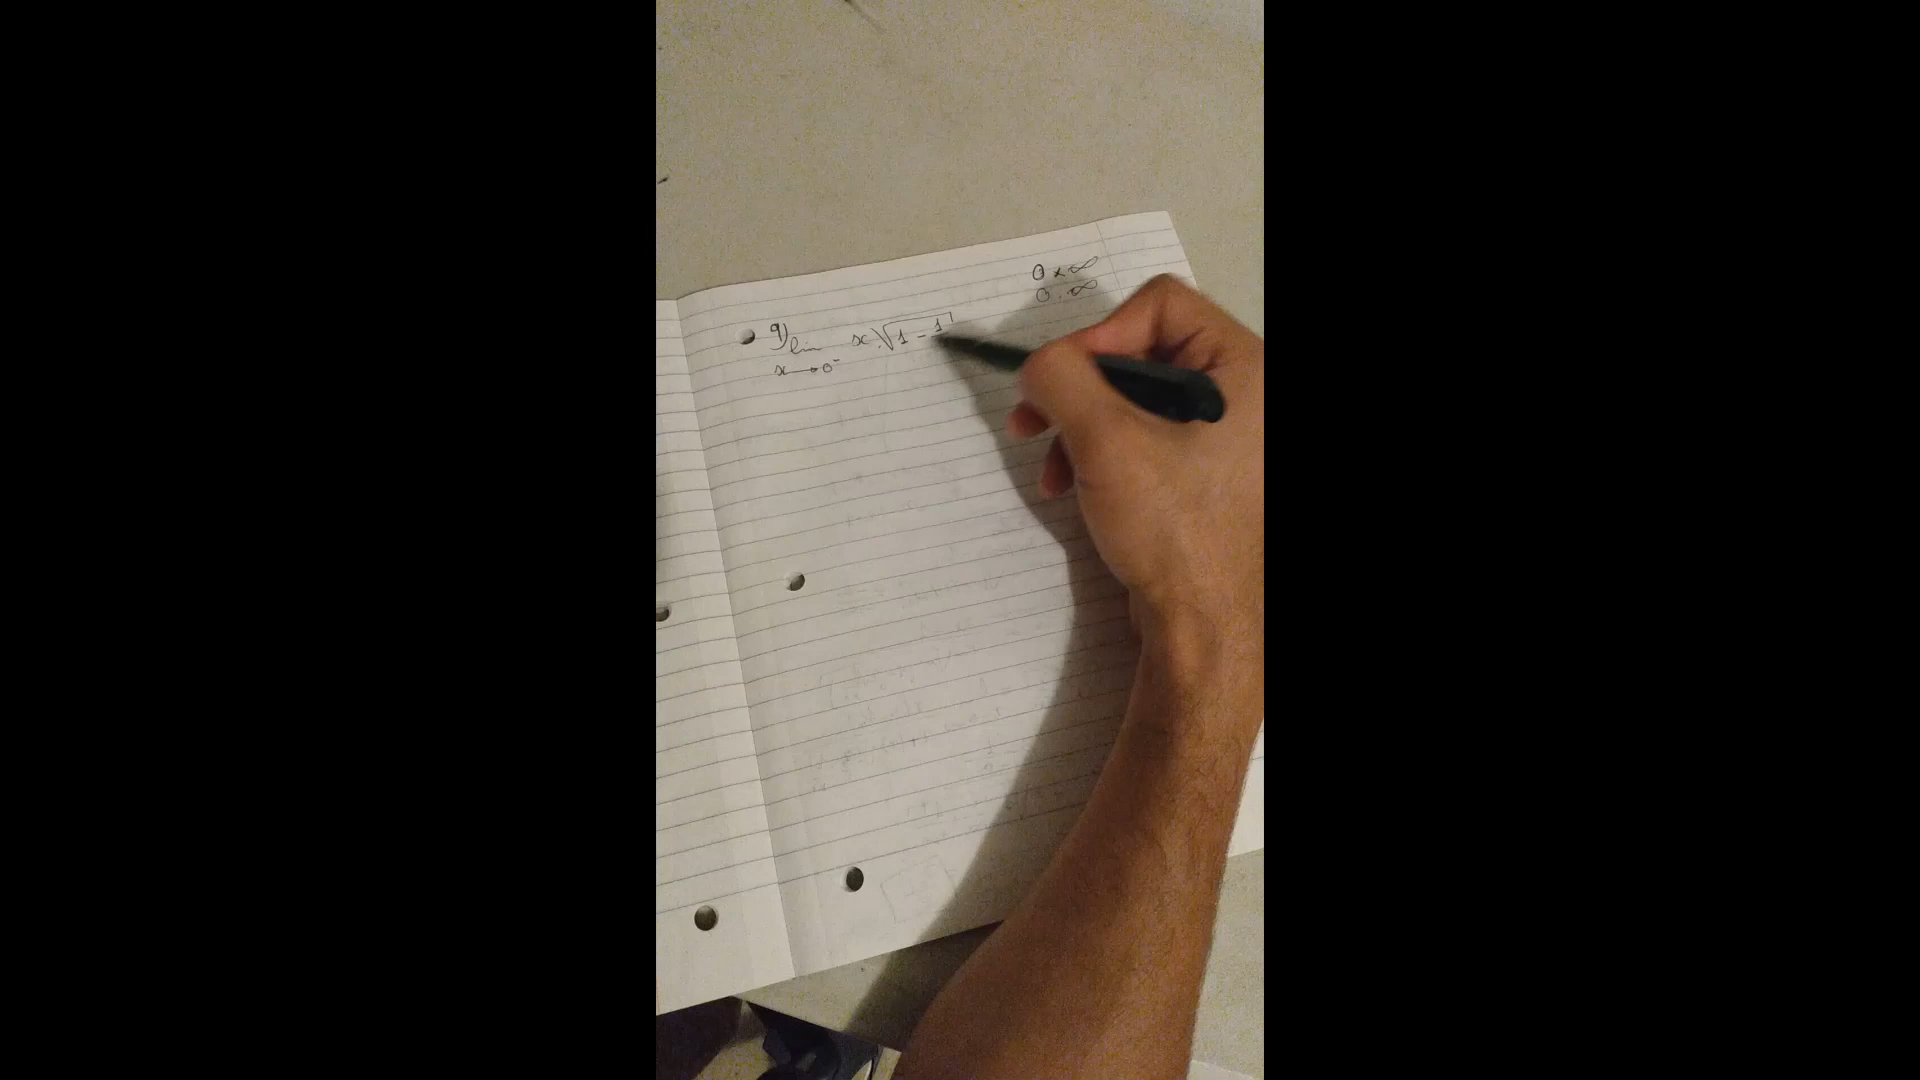 0 × ∞
0 . ∞
9) lim x √1 - 1
x → 0⁻